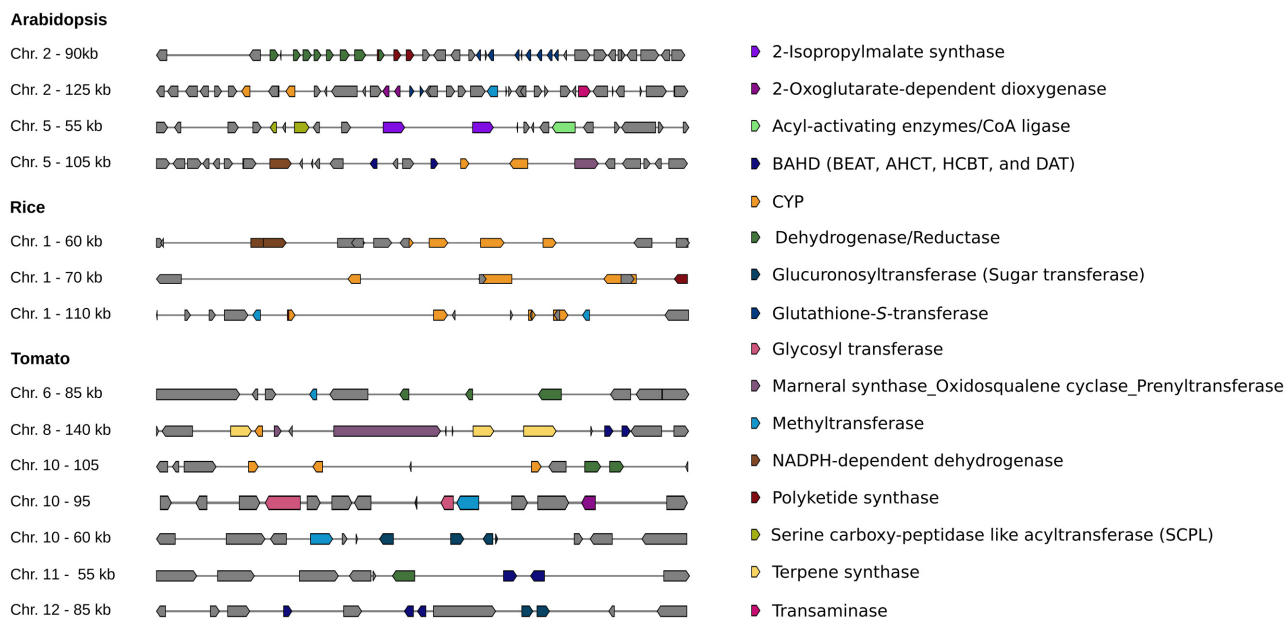 Arabidopsis
Chr. 2 - 90kb
Chr. 2 - 125 kb
Chr. 5 - 55 kb
Chr. 5 - 105 kb
Rice
Chr. 1 - 60 kb
Chr. 1 - 70 kb
Chr. 1 - 110 kb
Tomato
Chr. 6 - 85 kb
Chr. 8 - 140 kb
Chr. 10 - 105
Chr. 10 - 95
Chr. 10 - 60 kb
Chr. 11 - 55 kb
Chr. 12 - 85 kb
2-Isopropylmalate synthase
2-Oxoglutarate-dependent dioxygenase
Acyl-activating enzymes/CoA ligase
BAHD (BEAT, AHCT, HCBT, and DAT)
CYP
Dehydrogenase/Reductase
Glucuronosyltransferase (Sugar transferase)
Glutathione-S-transferase
Glycosyl transferase
Marneral synthase_Oxidosqualene cyclase_Prenyltransferase
Methyltransferase
NADPH-dependent dehydrogenase
Polyketide synthase
Serine carboxy-peptidase like acyltransferase (SCPL)
Terpene synthase
Transaminase